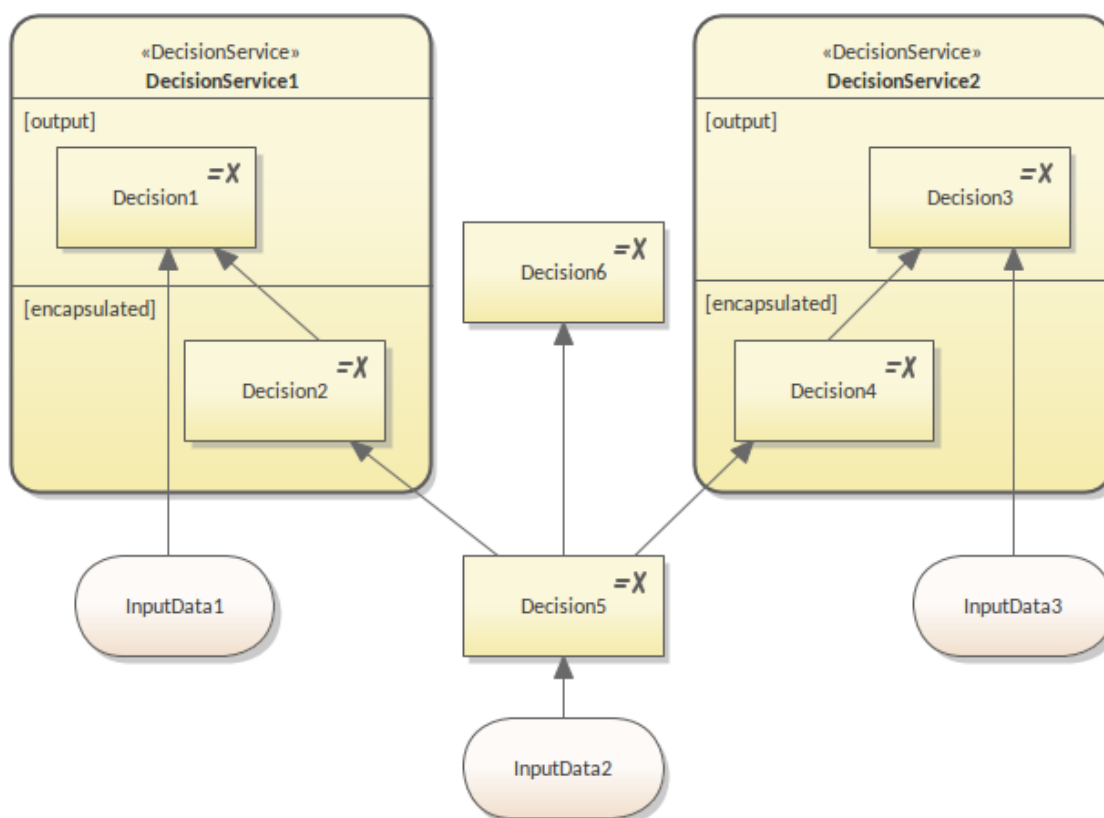 «DecisionService»
DecisionService1
[output]
=X
Decision1
[encapsulated]
=X
Decision2
=X
Decision6
«DecisionService»
DecisionService2
[output]
=X
Decision3
[encapsulated]
=X
Decision4
InputData1
=X
Decision5
InputData3
InputData2